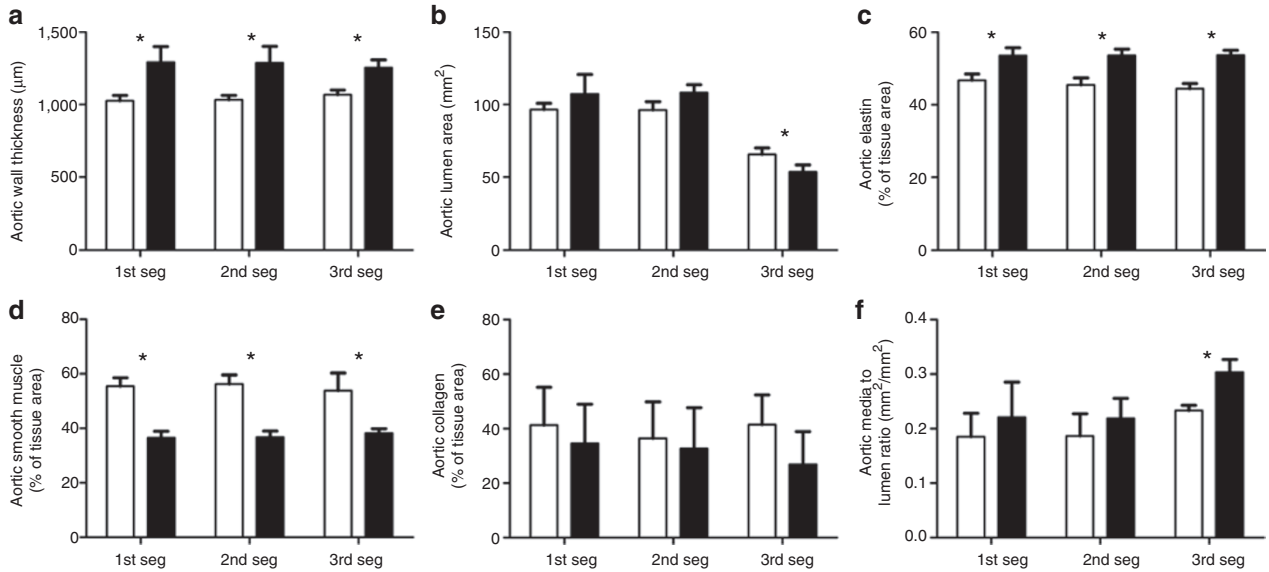 a
Aortic wall thickness (μm)
1,500
1,000
500
0
*
*
*
1st seg
2nd seg
3rd seg
b
Aortic lumen area (mm²)
150
100
50
0
*
1st seg
2nd seg
3rd seg
c
Aortic elastin
(% of tissue area)
60
40
20
0
*
*
*
1st seg
2nd seg
3rd seg
d
Aortic smooth muscle
(% of tissue area)
80
60
40
20
0
*
*
*
1st seg
2nd seg
3rd seg
e
Aortic collagen
(% of tissue area)
80
60
40
20
0
1st seg
2nd seg
3rd seg
f
Aortic media to
lumen ratio (mm²/mm²)
0.4
0.3
0.2
0.1
0.0
*
1st seg
2nd seg
3rd seg